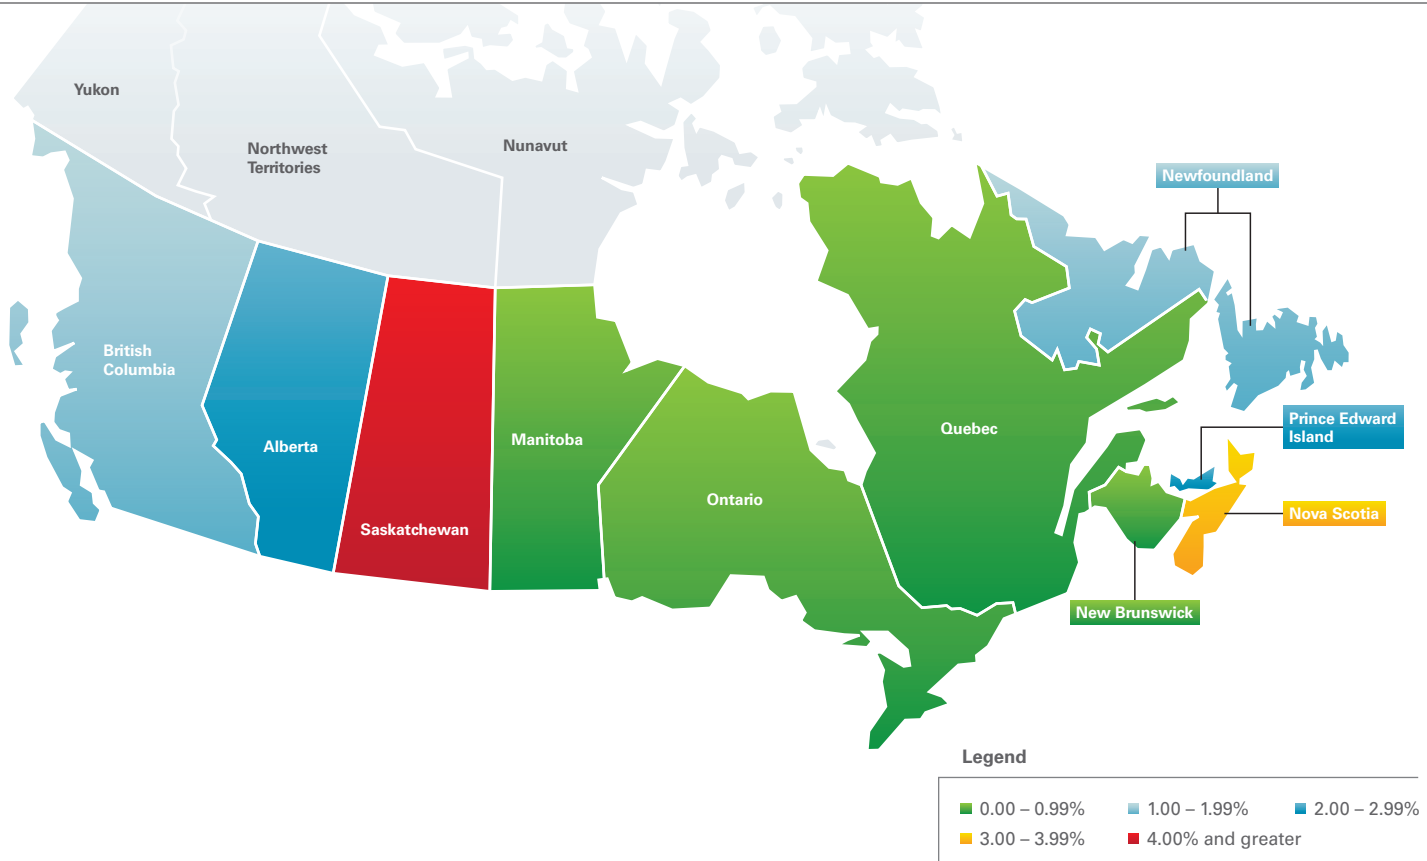 Yukon
Northwest
Territories
Nunavut
Newfoundland
British
Columbia
Alberta
Saskatchewan
Manitoba
Ontario
Quebec
Prince Edward
Island
Nova Scotia
New Brunswick
Legend
0.00 – 0.99%
1.00 – 1.99%
2.00 – 2.99%
3.00 – 3.99%
4.00% and greater